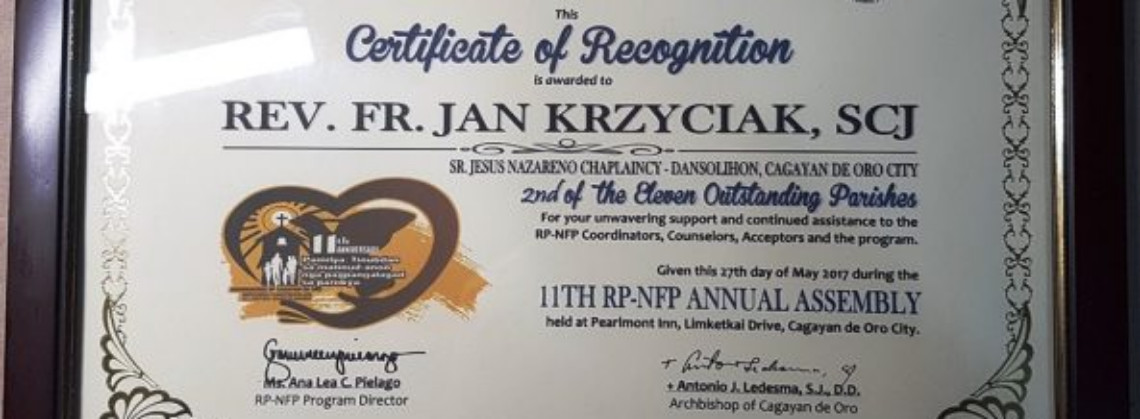 This
Certificate of Recognition
is awarded to
REV. FR. JAN KRZYCIAK, SCJ
SR. JESUS NAZARENO CHAPLAINCY - DANSOLIHON, CAGAYAN DE ORO CITY
2nd of the Eleven Outstanding Parishes
For your unwavering support and continued assistance to the
RP-NFP Coordinators, Counselors, Acceptors and the program.
11th
Given this 27th day of May 2017 during the
11TH RP-NFP ANNUAL ASSEMBLY
held at Pearlmont Inn, Limketkai Drive, Cagayan de Oro City.
Ms. Ana Lea C. Pielago
RP-NFP Program Director
+ Antonio J. Ledesma, S.J., D.D.
Archbishop of Cagayan de Oro